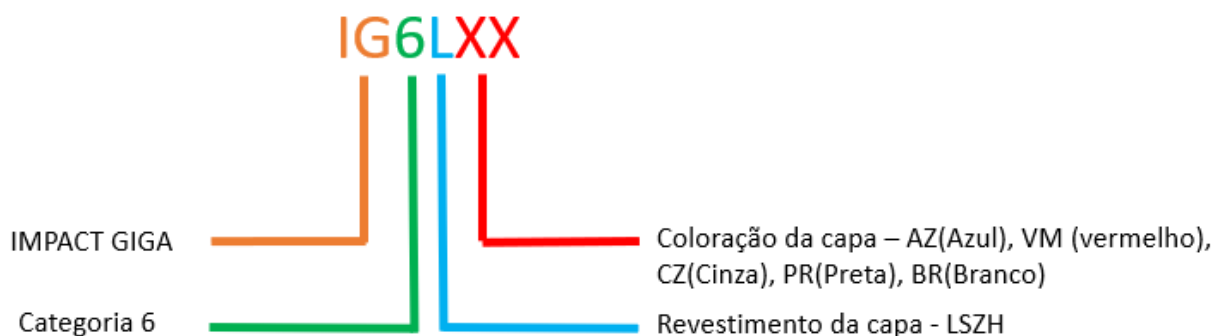 IG6LXX
IMPACT GIGA
Coloração da capa – AZ(Azul), VM (vermelho),
CZ(Cinza), PR(Preta), BR(Branco)
Categoria 6
Revestimento da capa - LSZH